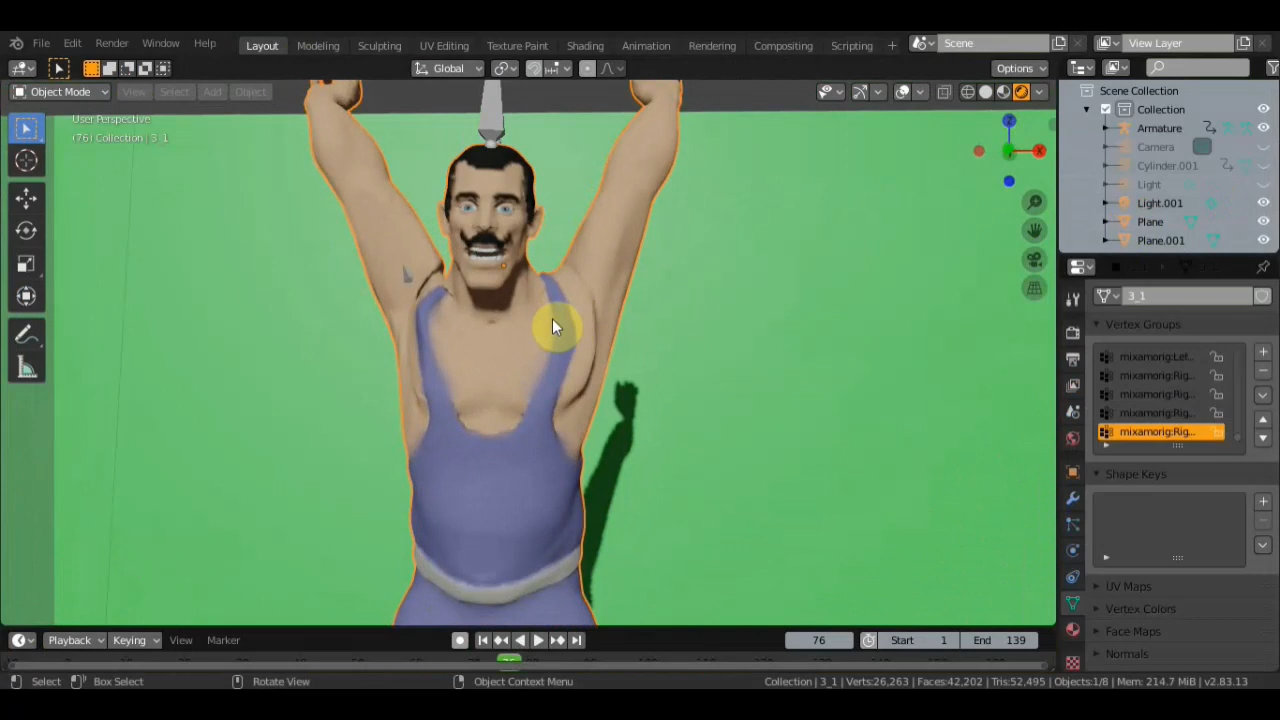 File Edit Render Window Help Layout Modeling Sculpting UV Editing Texture Paint Shading Animation Rendering Compositing Scripting + Scene View Layer
Global Options
Object Mode View Select Add Object
User Perspective
(76) Collection | 3_1
Z
X
Scene Collection
Collection
Armature
Camera
Cylinder.001
Light
Light.001
Plane
Plane.001
3_1
Vertex Groups
mixamorig:Lef...
mixamorig:Rig...
mixamorig:Rig...
mixamorig:Rig...
mixamorig:Rig...
Shape Keys
UV Maps
Vertex Colors
Face Maps
Normals
Playback Keying View Marker 76 Start 1 End 139
Select Box Select Rotate View Object Context Menu Collection | 3_1 | Verts:26,263 | Faces:42,202 | Tris:52,495 | Objects:1/8 | Mem: 214.7 MiB | v2.83.13